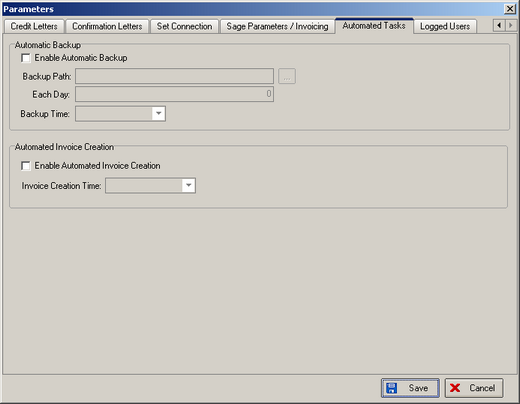 Parameters
Credit Letters Confirmation Letters Set Connection Sage Parameters / Invoicing Automated Tasks Logged Users
Automatic Backup
Enable Automatic Backup
Backup Path: ...
Each Day: 0
Backup Time:
Automated Invoice Creation
Enable Automated Invoice Creation
Invoice Creation Time:
Save Cancel